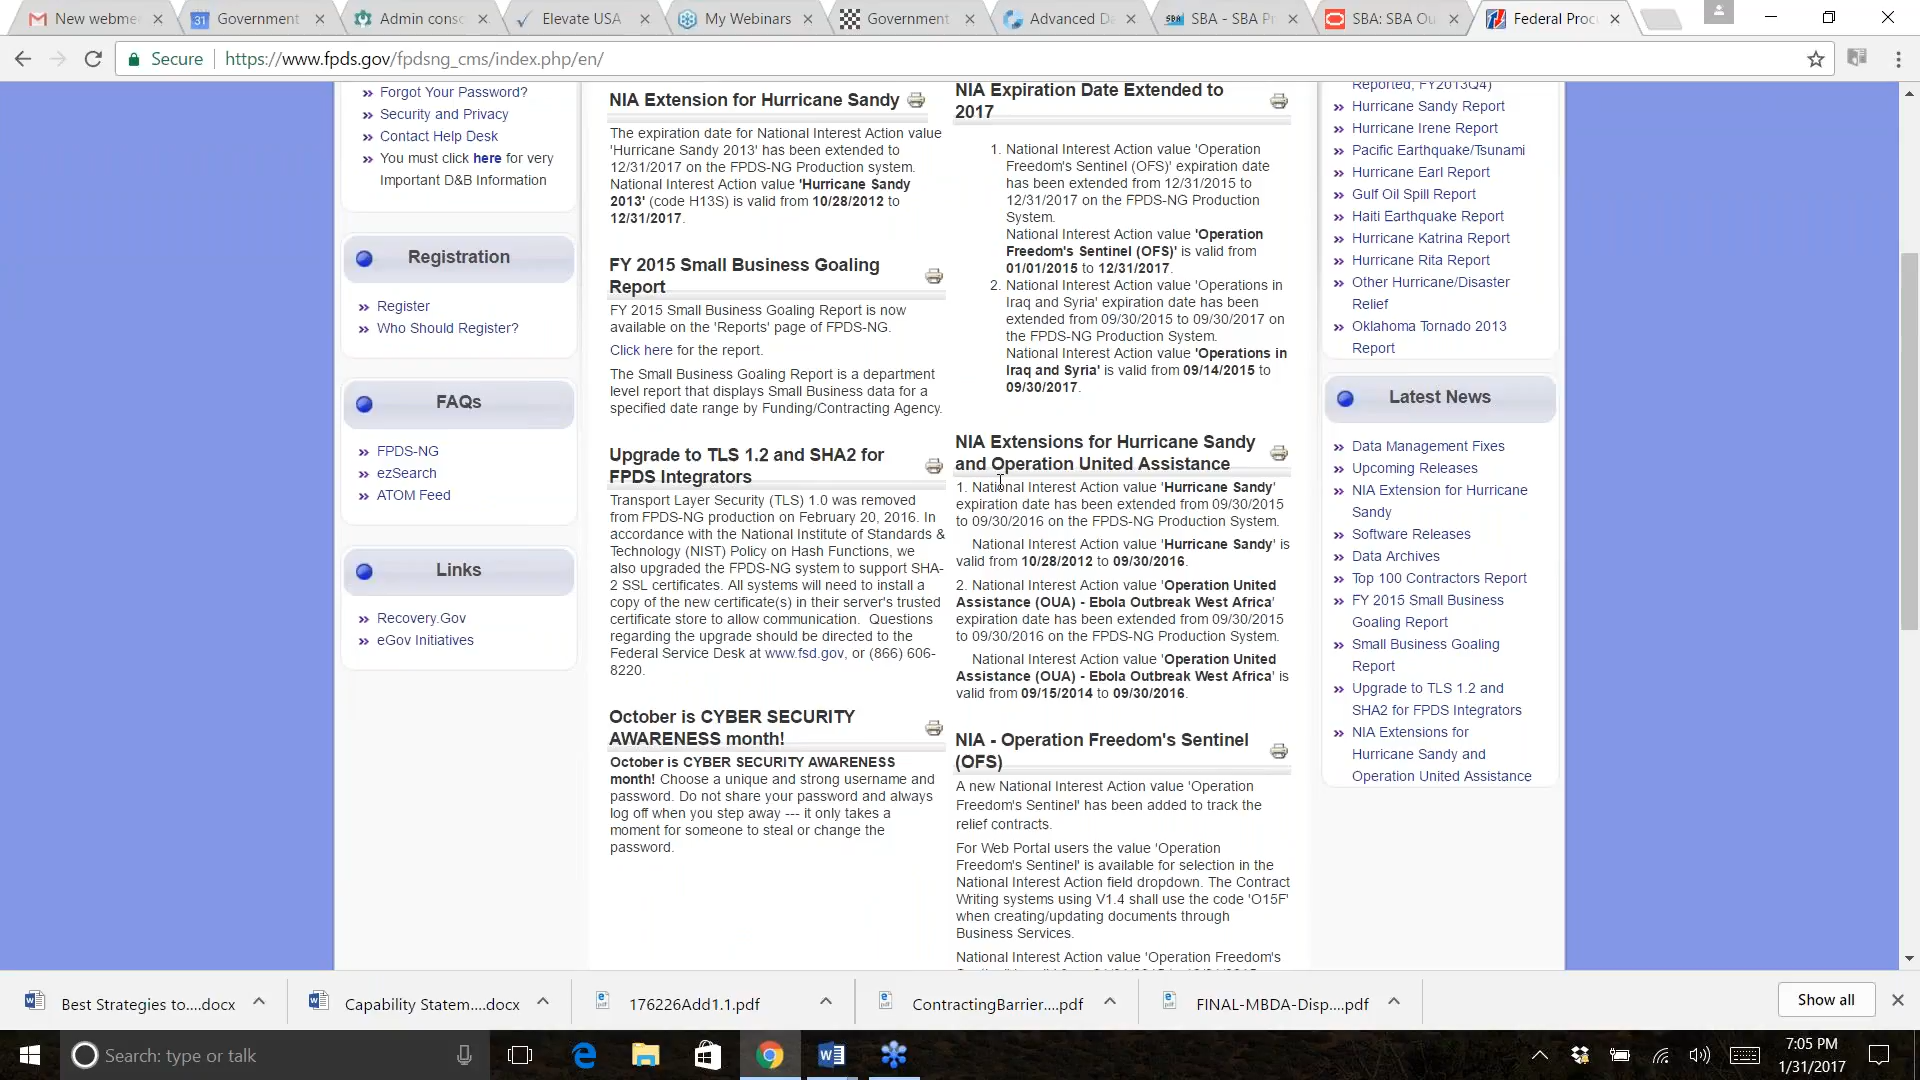 New webme
Government
Admin cons
Elevate USA
My Webinars
Government
Advanced D
SBA - SBA P
SBA: SBA Ou
Federal Proc
Secure
https://www.fpds.gov/fpdsng_cms/index.php/en/
Forgot Your Password?
Security and Privacy
Contact Help Desk
You must click here for very
Important D&B Information
Registration
Register
Who Should Register?
FAQs
FPDS-NG
ezSearch
ATOM Feed
Links
Recovery.Gov
eGov Initiatives
NIA Extension for Hurricane Sandy
The expiration date for National Interest Action value
'Hurricane Sandy 2013' has been extended to
12/31/2017 on the FPDS-NG Production system.
National Interest Action value 'Hurricane Sandy
2013' (code H13S) is valid from 10/28/2012 to
12/31/2017.
FY 2015 Small Business Goaling
Report
FY 2015 Small Business Goaling Report is now
available on the 'Reports' page of FPDS-NG.
Click here for the report.
The Small Business Goaling Report is a department
level report that displays Small Business data for a
specified date range by Funding/Contracting Agency.
Upgrade to TLS 1.2 and SHA2 for
FPDS Integrators
Transport Layer Security (TLS) 1.0 was removed
from FPDS-NG production on February 20, 2016. In
accordance with the National Institute of Standards &
Technology (NIST) Policy on Hash Functions, we
also upgraded the FPDS-NG system to support SHA-
2 SSL certificates. All systems will need to install a
copy of the new certificate(s) in their server's trusted
certificate store to allow communication. Questions
regarding the upgrade should be directed to the
Federal Service Desk at www.fsd.gov, or (866) 606-
8220.
October is CYBER SECURITY
AWARENESS month!
October is CYBER SECURITY AWARENESS
month! Choose a unique and strong username and
password. Do not share your password and always
log off when you step away --- it only takes a
moment for someone to steal or change the
password.
NIA Expiration Date Extended to
2017
1. National Interest Action value 'Operation
Freedom's Sentinel (OFS)' expiration date
has been extended from 12/31/2015 to
12/31/2017 on the FPDS-NG Production
System.
National Interest Action value 'Operation
Freedom's Sentinel (OFS)' is valid from
01/01/2015 to 12/31/2017.
2. National Interest Action value 'Operations in
Iraq and Syria' expiration date has been
extended from 09/30/2015 to 09/30/2017 on
the FPDS-NG Production System.
National Interest Action value 'Operations in
Iraq and Syria' is valid from 09/14/2015 to
09/30/2017.
NIA Extensions for Hurricane Sandy
and Operation United Assistance
1. National Interest Action value 'Hurricane Sandy'
expiration date has been extended from 09/30/2015
to 09/30/2016 on the FPDS-NG Production System.
National Interest Action value 'Hurricane Sandy' is
valid from 10/28/2012 to 09/30/2016.
2. National Interest Action value 'Operation United
Assistance (OUA) - Ebola Outbreak West Africa'
expiration date has been extended from 09/30/2015
to 09/30/2016 on the FPDS-NG Production System.
National Interest Action value 'Operation United
Assistance (OUA) - Ebola Outbreak West Africa' is
valid from 09/15/2014 to 09/30/2016.
NIA - Operation Freedom's Sentinel
(OFS)
A new National Interest Action value 'Operation
Freedom's Sentinel' has been added to track the
relief contracts.
For Web Portal users the value 'Operation
Freedom's Sentinel' is available for selection in the
National Interest Action field dropdown. The Contract
Writing systems using V1.4 shall use the code 'O15F'
when creating/updating documents through
Business Services.
National Interest Action value 'Operation Freedom's
Reported, FY2013Q4)
Hurricane Sandy Report
Hurricane Irene Report
Pacific Earthquake/Tsunami
Hurricane Earl Report
Gulf Oil Spill Report
Haiti Earthquake Report
Hurricane Katrina Report
Hurricane Rita Report
Other Hurricane/Disaster
Relief
Oklahoma Tornado 2013
Report
Latest News
Data Management Fixes
Upcoming Releases
NIA Extension for Hurricane
Sandy
Software Releases
Data Archives
Top 100 Contractors Report
FY 2015 Small Business
Goaling Report
Small Business Goaling
Report
Upgrade to TLS 1.2 and
SHA2 for FPDS Integrators
NIA Extensions for
Hurricane Sandy and
Operation United Assistance
Best Strategies to....docx
Capability Statem....docx
176226Add1.1.pdf
ContractingBarrier....pdf
FINAL-MBDA-Disp....pdf
Show all
Search: type or talk
7:05 PM
1/31/2017